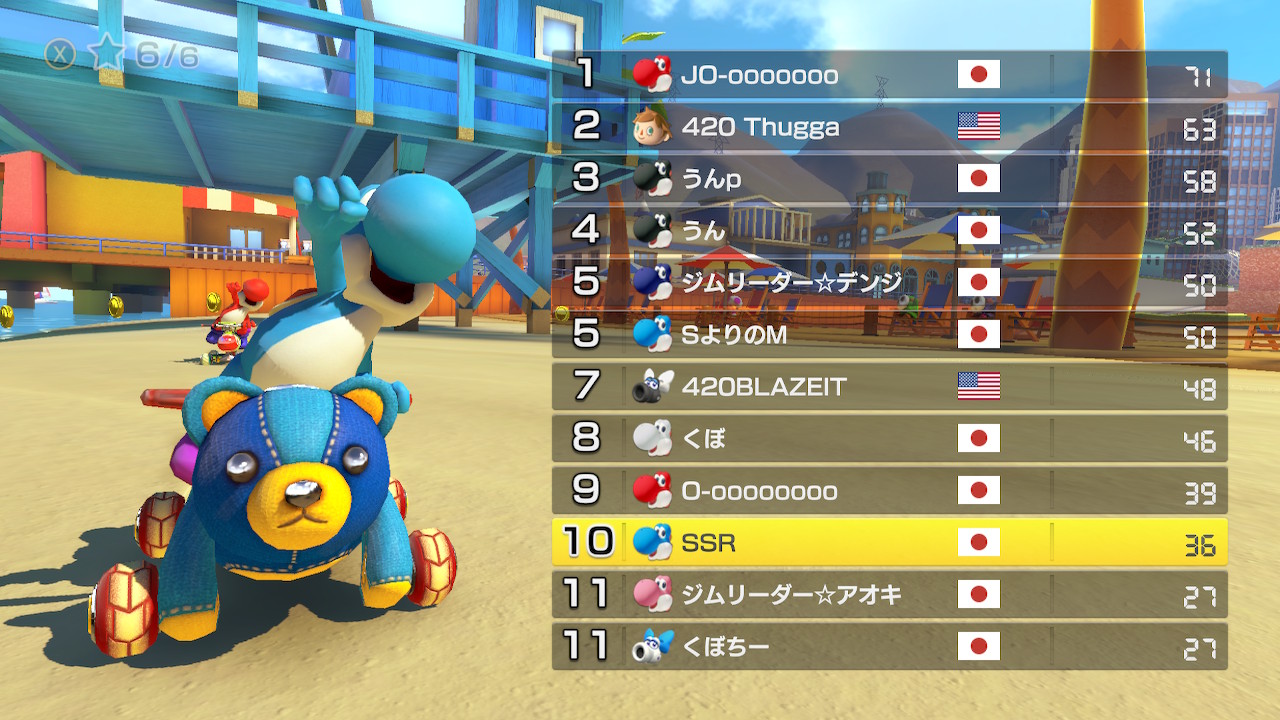 X 6/6
1 JO-ooooooo 71
2 420 Thugga 63
3 うんp 58
4 うん 52
5 ジムリーダー☆デンジ 50
5 SよりのM 50
7 420BLAZEIT 48
8 くぼ 46
9 O-oooooooo 39
10 SSR 36
11 ジムリーダー☆アオキ 27
11 くぼちー 27